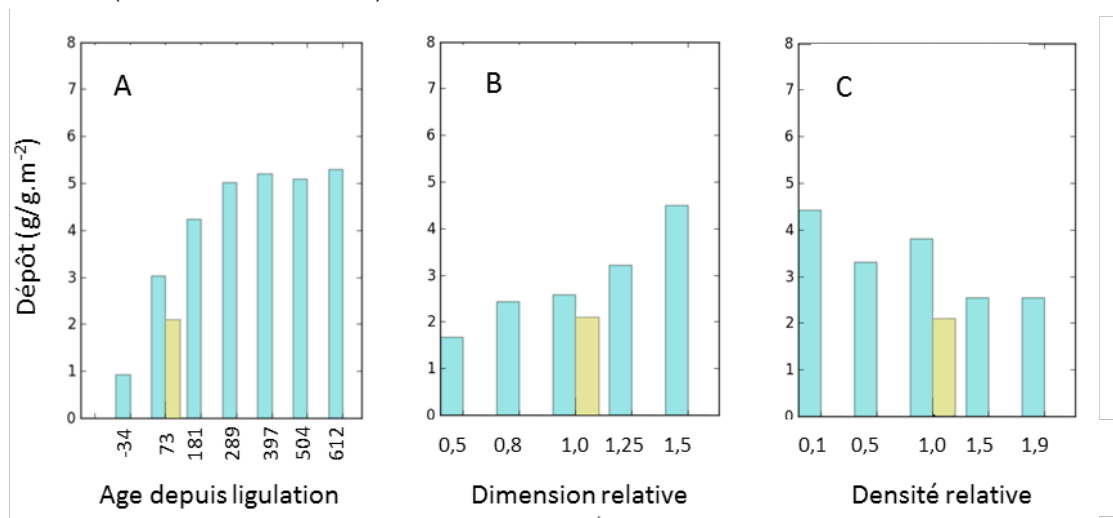 Dépôt (g/g.m-2)
8
7
6
5
4
3
2
1
0
A
-34 73 181 289 397 504 612
Age depuis ligulation
8
7
6
5
4
3
2
1
0
B
0,5 0,8 1,0 1,25 1,5
Dimension relative
8
7
6
5
4
3
2
1
0
C
0,1 0,5 1,0 1,5 1,9
Densité relative